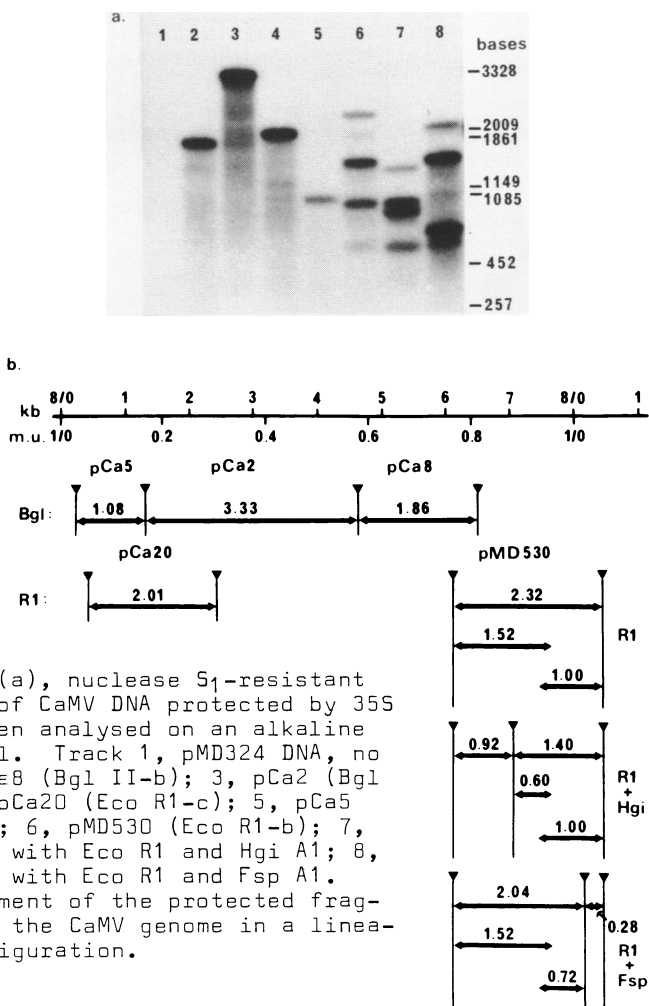 a.
1 2 3 4 5 6 7 8
bases
3328
2009
1861
1149
1085
452
257
b.
8/0 1 2 3 4 5 6 7 8/0 1
kb
m.u. 1/0 0.2 0.4 0.6 0.8 1/0
pCa5 pCa2 pCa8
Bgl: 1.08 3.33 1.86
pCa20 pMD530
R1: 2.01 2.32
R1
1.52
1.00
0.92 1.40
0.60
R1
+
Hgi
1.00
2.04
0.28
1.52
R1
+
Fsp
0.72
(a), nuclease S1-resistant
of CaMV DNA protected by 35S
en analysed on an alkaline
l. Track 1, pMD324 DNA, no
8 (Bgl II-b); 3, pCa2 (Bgl
pCa20 (Eco R1-c); 5, pCa5
; 6, pMD530 (Eco R1-b); 7,
with Eco R1 and Hgi A1; 8,
with Eco R1 and Fsp A1.
ment of the protected frag-
the CaMV genome in a linea-
iguration.